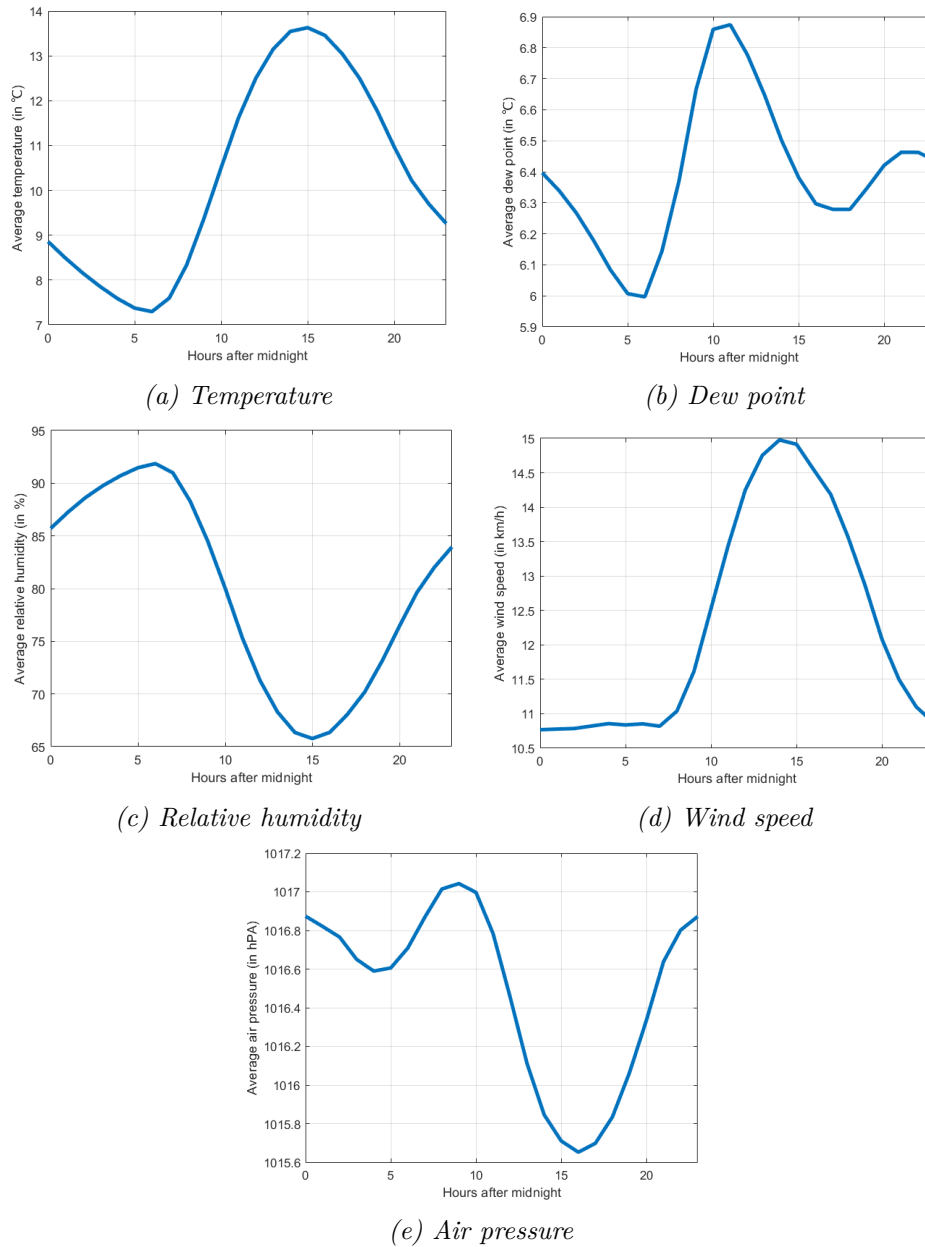 14
13
12
11
10
9
8
7
0 5 10 15 20
Average temperature (in °C)
Hours after midnight
(a) Temperature
6.9
6.8
6.7
6.6
6.5
6.4
6.3
6.2
6.1
6
5.9
0 5 10 15 20
Average dew point (in °C)
Hours after midnight
(b) Dew point
95
90
85
80
75
70
65
0 5 10 15 20
Average relative humidity (in %)
Hours after midnight
(c) Relative humidity
15
14.5
14
13.5
13
12.5
12
11.5
11
10.5
0 5 10 15 20
Average wind speed (in km/h)
Hours after midnight
(d) Wind speed
1017.2
1017
1016.8
1016.6
1016.4
1016.2
1016
1015.8
1015.6
0 5 10 15 20
Average air pressure (in hPA)
Hours after midnight
(e) Air pressure